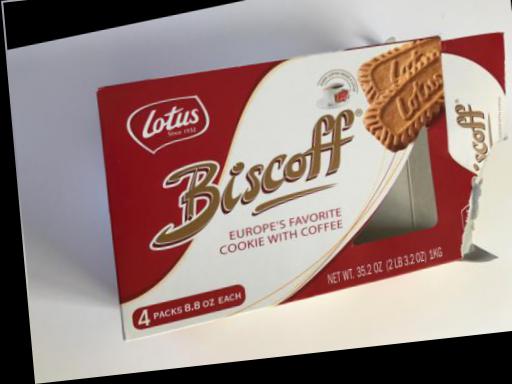 Lotus
Since 1932
Biscoff®
EUROPE'S FAVORITE
COOKIE WITH COFFEE
4 PACKS 8.8 OZ EACH
NET WT. 35.2 OZ (2 LB 3.2 OZ) 1KG
Lotus
Lotus